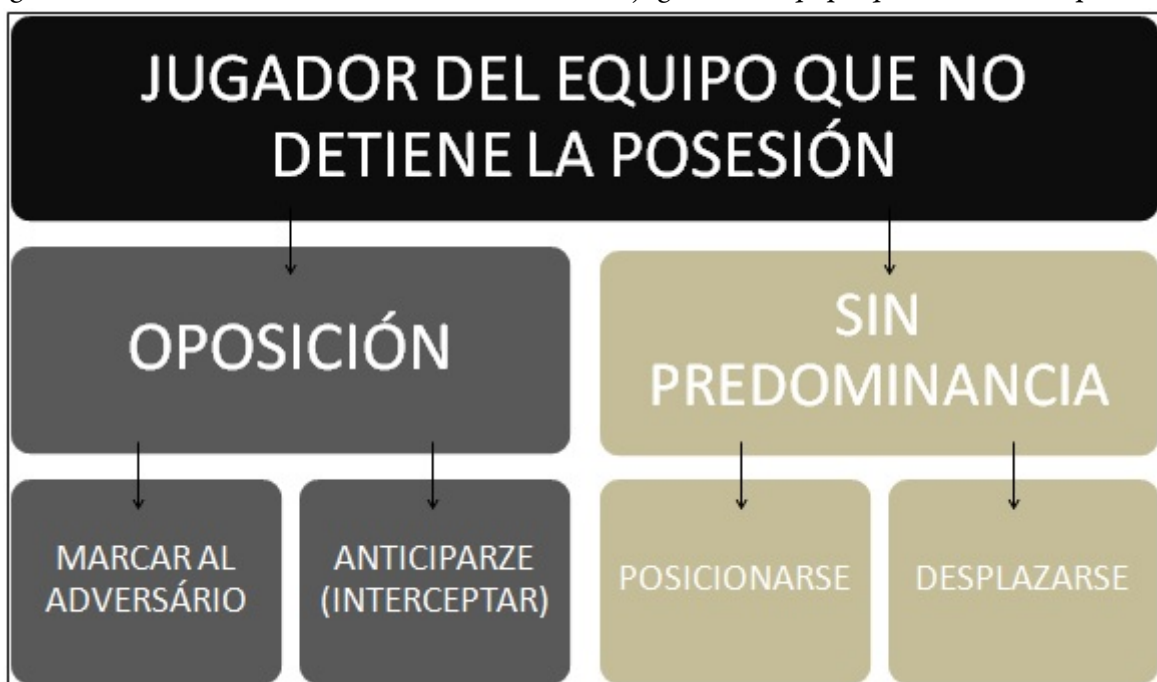 JUGADOR DEL EQUIPO QUE NO
DETIENE LA POSESIÓN
OPOSICIÓN
SIN
PREDOMINANCIA
MARCAR AL
ADVERSÁRIO
ANTICIPARZE
(INTERCEPTAR)
POSICIONARSE
DESPLAZARSE